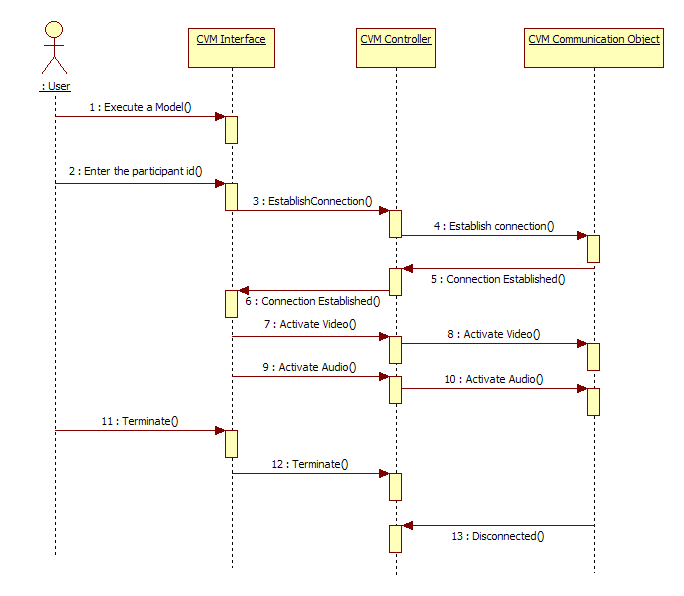 CVM Interface
CVM Controller
CVM Communication Object
: User
1 : Execute a Model()
2 : Enter the participant id()
3 : EstablishConnection()
4 : Establish connection()
5 : Connection Established()
6 : Connection Established()
7 : Activate Video()
8 : Activate Video()
9 : Activate Audio()
10 : Activate Audio()
11 : Terminate()
12 : Terminate()
13 : Disconnected()